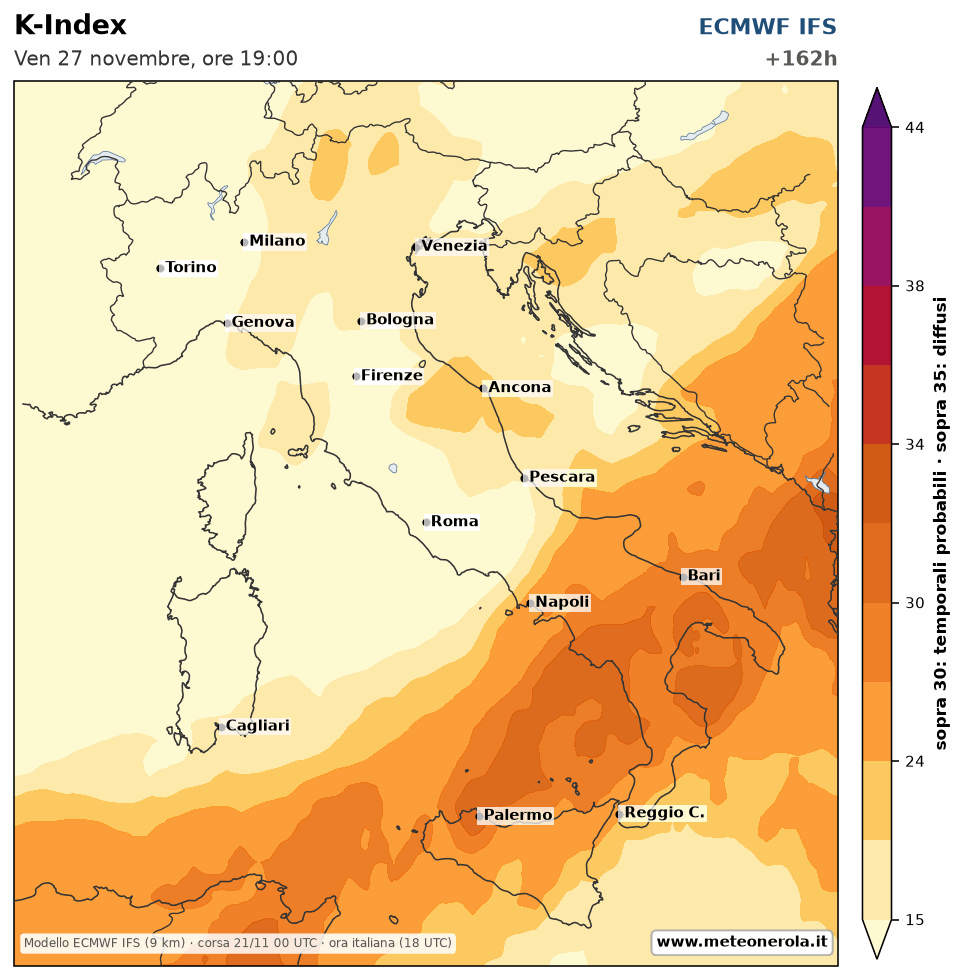 K-Index
ECMWF IFS
Ven 27 novembre, ore 19:00
+162h
44
Milano
Venezia
Torino
38
Genova
Bologna
Firenze
Ancona
34
Pescara
Roma
Bari
Napoli
30
Cagliari
24
Palermo
Reggio C.
15
sopra 30: temporali probabili · sopra 35: diffusi
Modello ECMWF IFS (9 km) · corsa 21/11 00 UTC · ora italiana (18 UTC)
www.meteonerola.it